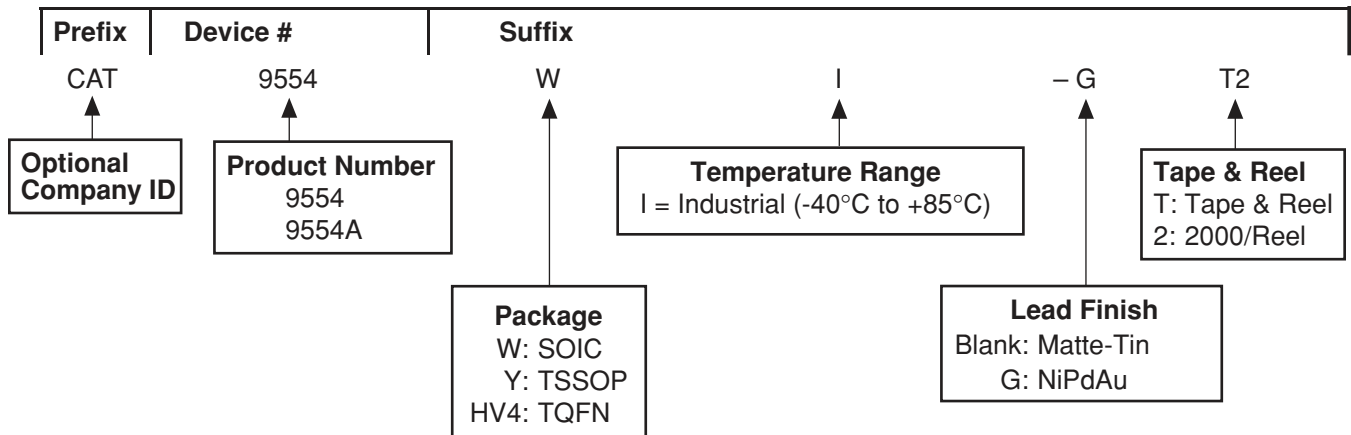 Prefix Device # Suffix
CAT 9554 W I – G T2
Optional
Company ID
Product Number
9554
9554A
Temperature Range
I = Industrial (-40°C to +85°C)
Tape & Reel
T: Tape & Reel
2: 2000/Reel
Package
W: SOIC
Y: TSSOP
HV4: TQFN
Lead Finish
Blank: Matte-Tin
G: NiPdAu